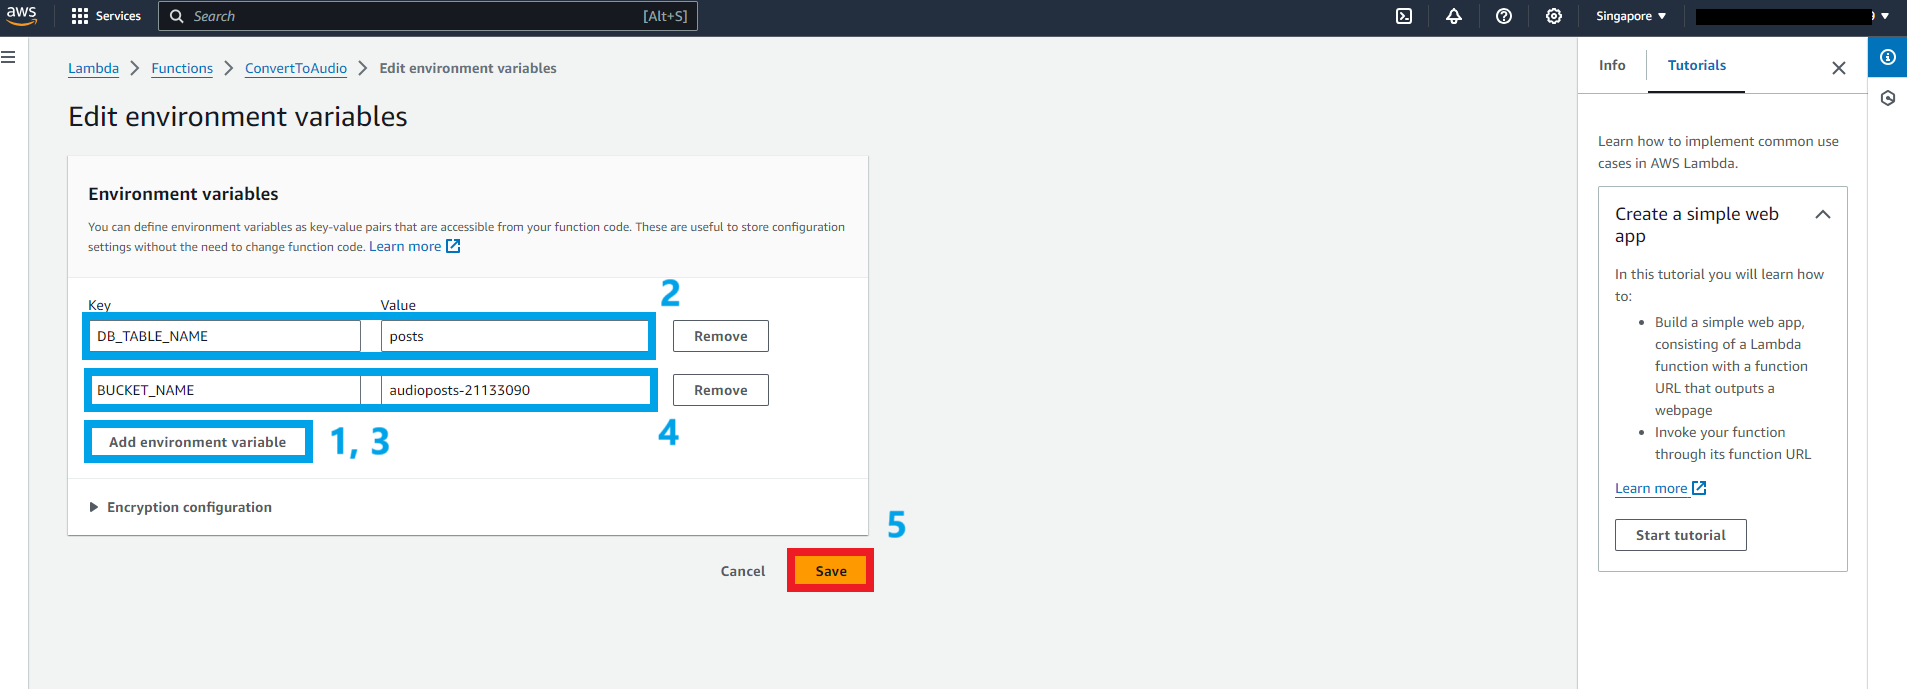 aws Services Search [Alt+S] Singapore
Lambda Functions ConvertToAudio Edit environment variables
Edit environment variables
Environment variables
You can define environment variables as key-value pairs that are accessible from your function code. These are useful to store configuration
settings without the need to change function code. Learn more
Key Value
2
DB_TABLE_NAME posts Remove
BUCKET_NAME audioposts-21133090 Remove
4
Add environment variable 1, 3
Encryption configuration
5
Cancel Save
Info Tutorials
Learn how to implement common use
cases in AWS Lambda.
Create a simple web
app
In this tutorial you will learn how
to:
• Build a simple web app,
consisting of a Lambda
function with a function
URL that outputs a
webpage
• Invoke your function
through its function URL
Learn more
Start tutorial